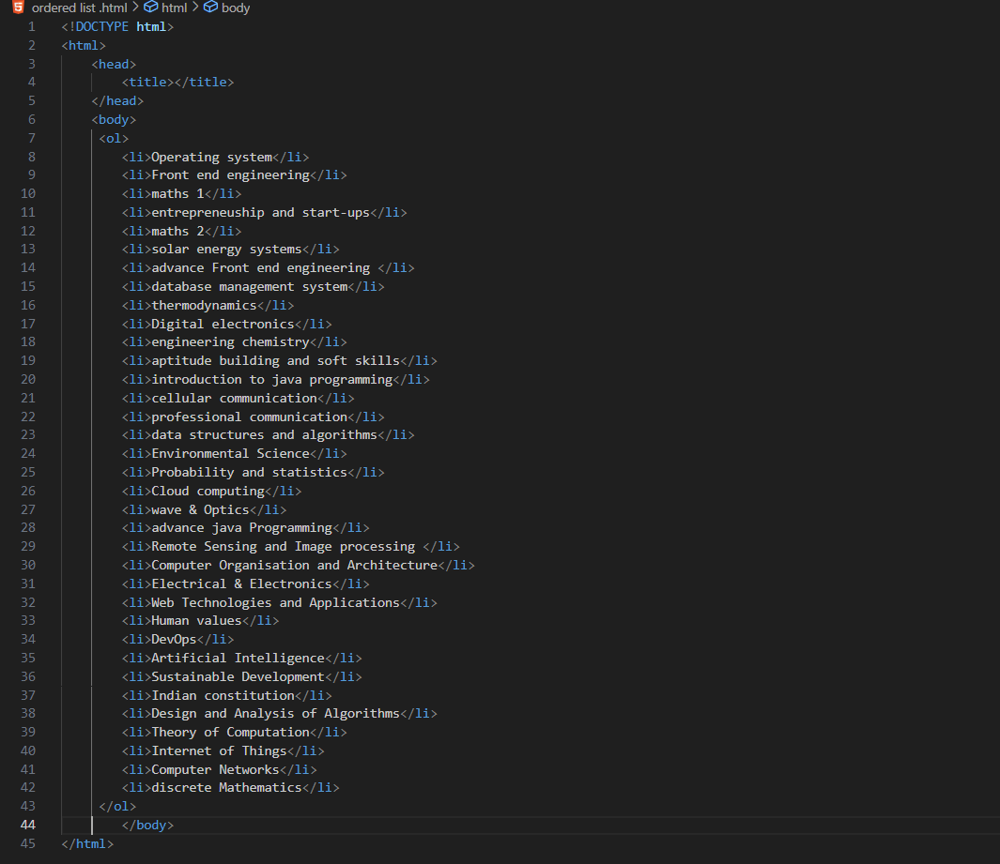 ordered list .html > html > body
1 <!DOCTYPE html>
2 <html>
3 <head>
4 <title></title>
5 </head>
6 <body>
7 <ol>
8 <li>Operating system</li>
9 <li>Front end engineering</li>
10 <li>maths 1</li>
11 <li>entrepreneuship and start-ups</li>
12 <li>maths 2</li>
13 <li>solar energy systems</li>
14 <li>advance Front end engineering </li>
15 <li>database management system</li>
16 <li>thermodynamics</li>
17 <li>Digital electronics</li>
18 <li>engineering chemistry</li>
19 <li>aptitude building and soft skills</li>
20 <li>introduction to java programming</li>
21 <li>cellular communication</li>
22 <li>professional communication</li>
23 <li>data structures and algorithms</li>
24 <li>Environmental Science</li>
25 <li>Probability and statistics</li>
26 <li>Cloud computing</li>
27 <li>wave & Optics</li>
28 <li>advance java Programming</li>
29 <li>Remote Sensing and Image processing </li>
30 <li>Computer Organisation and Architecture</li>
31 <li>Electrical & Electronics</li>
32 <li>Web Technologies and Applications</li>
33 <li>Human values</li>
34 <li>DevOps</li>
35 <li>Artificial Intelligence</li>
36 <li>Sustainable Development</li>
37 <li>Indian constitution</li>
38 <li>Design and Analysis of Algorithms</li>
39 <li>Theory of Computation</li>
40 <li>Internet of Things</li>
41 <li>Computer Networks</li>
42 <li>discrete Mathematics</li>
43 </ol>
44 </body>
45 </html>